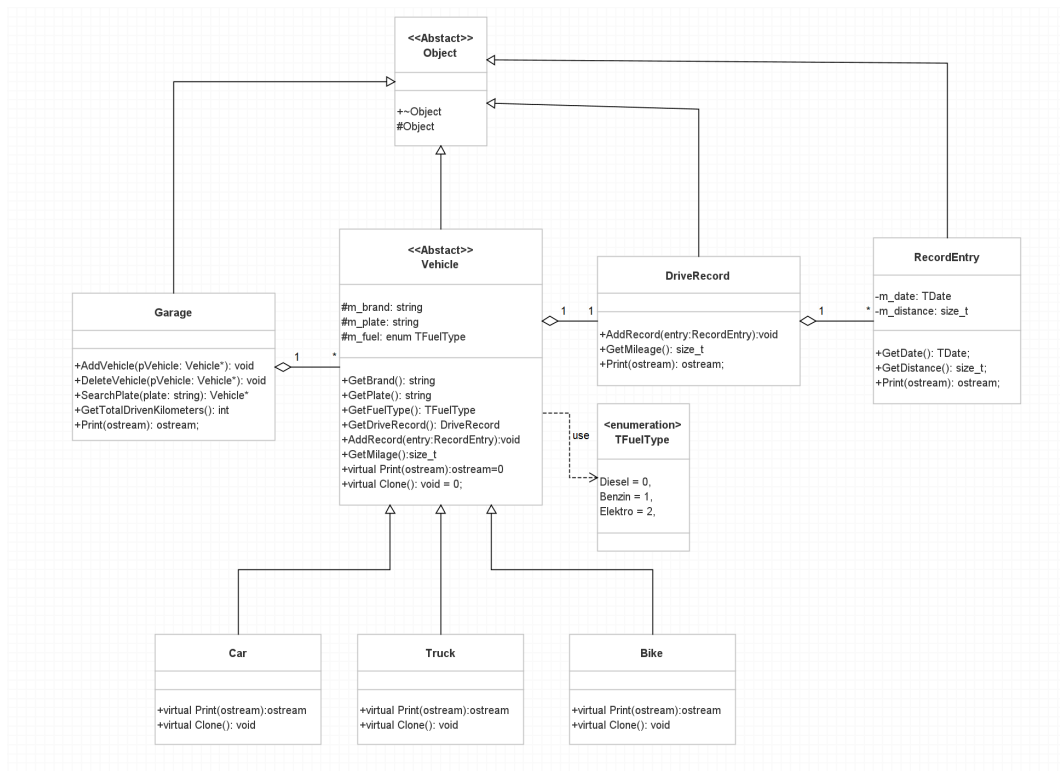 <<Abstact>>
Object
+~Object
#Object
<<Abstact>>
Vehicle
#m_brand: string
#m_plate: string
#m_fuel: enum TFuelType
+GetBrand(): string
+GetPlate(): string
+GetFuelType(): TFuelType
+GetDriveRecord(): DriveRecord
+AddRecord(entry:RecordEntry):void
+GetMilage():size_t
+virtual Print(ostream):ostream=0
+virtual Clone(): void = 0;
DriveRecord
+AddRecord(entry:RecordEntry):void
+GetMileage(): size_t
+Print(ostream): ostream;
RecordEntry
-m_date: TDate
-m_distance: size_t
+GetDate(): TDate;
+GetDistance(): size_t;
+Print(ostream): ostream;
Garage
+AddVehicle(pVehicle: Vehicle*): void
+DeleteVehicle(pVehicle: Vehicle*): void
+SearchPlate(plate: string): Vehicle*
+GetTotalDrivenKilometers(): int
+Print(ostream): ostream;
1
*
1
1
1
*
use
<enumeration>
TFuelType
Diesel = 0,
Benzin = 1,
Elektro = 2,
Car
+virtual Print(ostream):ostream
+virtual Clone(): void
Truck
+virtual Print(ostream):ostream
+virtual Clone(): void
Bike
+virtual Print(ostream):ostream
+virtual Clone(): void